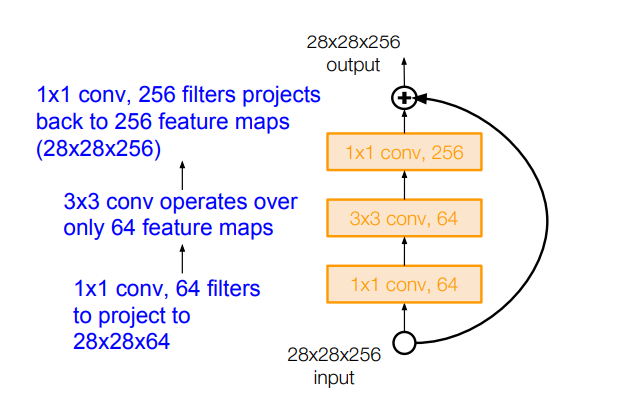 28x28x256
output
1x1 conv, 256 filters projects
back to 256 feature maps
(28x28x256)
3x3 conv operates over
only 64 feature maps
1x1 conv, 64 filters
to project to
28x28x64
1x1 conv, 256
3x3 conv, 64
1x1 conv, 64
28x28x256
input